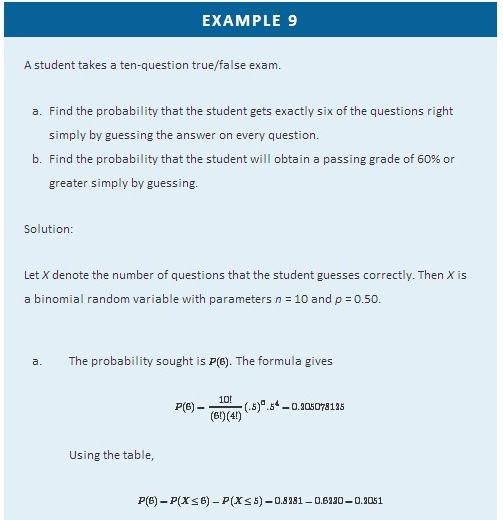 EXAMPLE 9
A student takes a ten-question true/false exam.
a. Find the probability that the student gets exactly six of the questions right
simply by guessing the answer on every question.
b. Find the probability that the student will obtain a passing grade of 60% or
greater simply by guessing.
Solution:
Let X denote the number of questions that the student guesses correctly. Then X is
a binomial random variable with parameters n = 10 and p = 0.50.
a. The probability sought is P(6). The formula gives
P(6) = 10! / (6!)(4!) (.5)⁶ .5⁴ = 0.205078125
Using the table,
P(6) = P(X ≤ 6) − P(X ≤ 5) = 0.8281 − 0.6230 = 0.2051